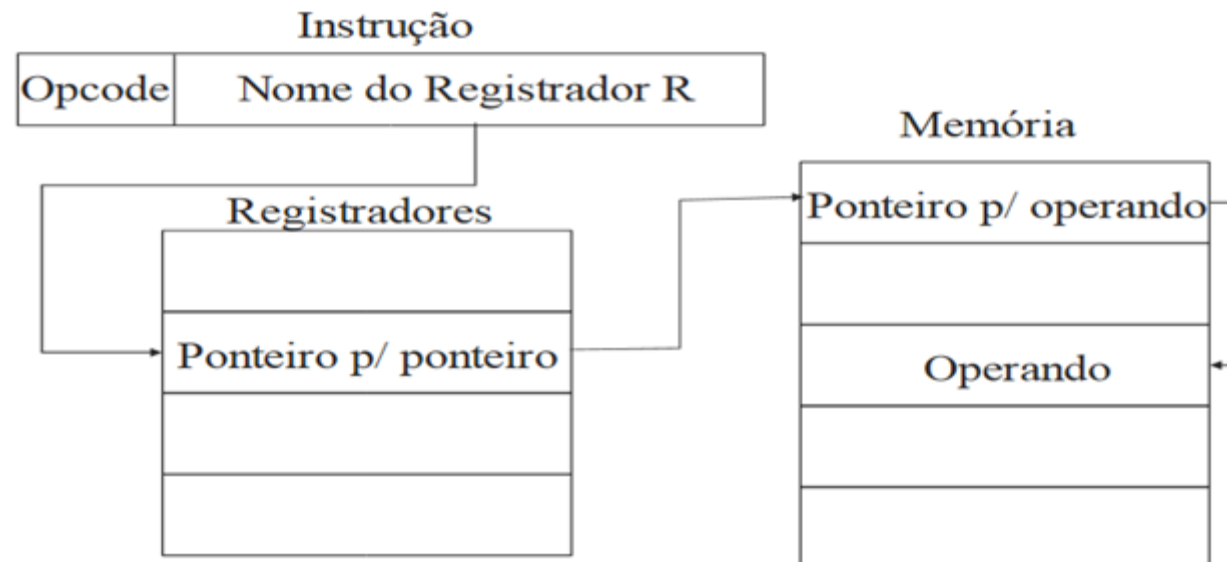 Instrução
Opcode Nome do Registrador R
Memória
Registradores
Ponteiro p/ operando
Ponteiro p/ ponteiro
Operando